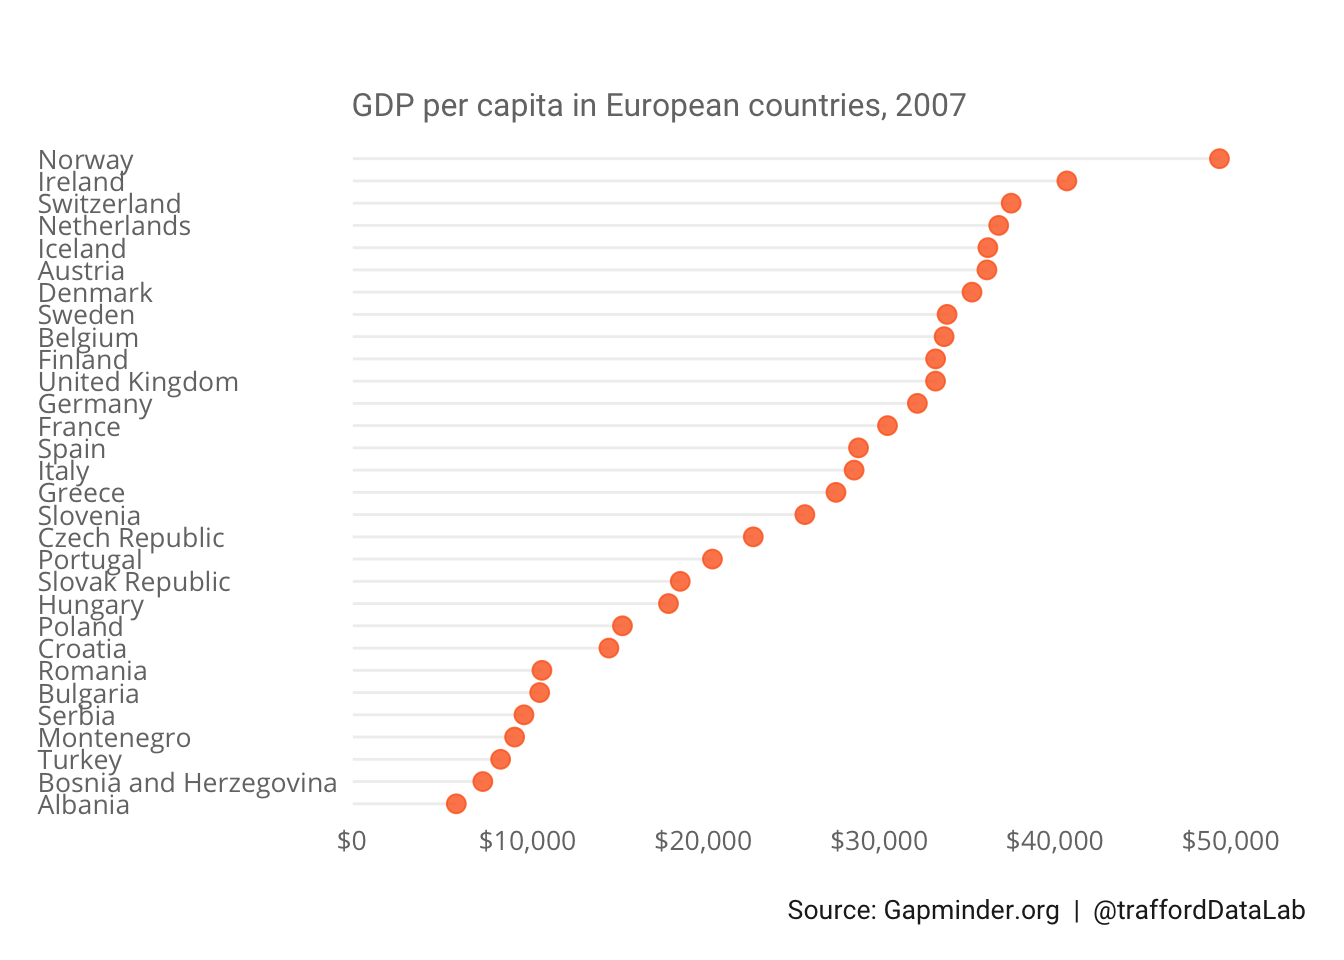 GDP per capita in European countries, 2007
Norway
Ireland
Switzerland
Netherlands
Iceland
Austria
Denmark
Sweden
Belgium
Finland
United Kingdom
Germany
France
Spain
Italy
Greece
Slovenia
Czech Republic
Portugal
Slovak Republic
Hungary
Poland
Croatia
Romania
Bulgaria
Serbia
Montenegro
Turkey
Bosnia and Herzegovina
Albania
$0 $10,000 $20,000 $30,000 $40,000 $50,000
Source: Gapminder.org | @traffordDataLab